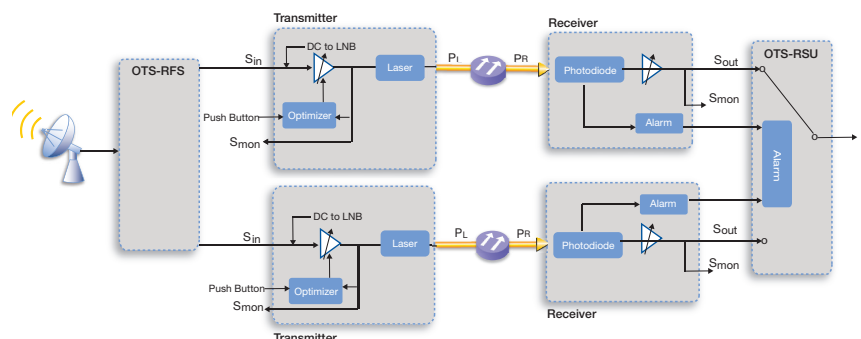 Transmitter
Receiver
DC to LNB
Sin
PL
PR
Sout
OTS-RSU
OTS-RFS
Laser
Photodiode
Smon
Push Button
Optimizer
Alarm
Smon
Alarm
Receiver
DC to LNB
Alarm
Sin
PL
PR
Sout
Laser
Photodiode
Smon
Push Button
Optimizer
Smon
Receiver
Transmitter